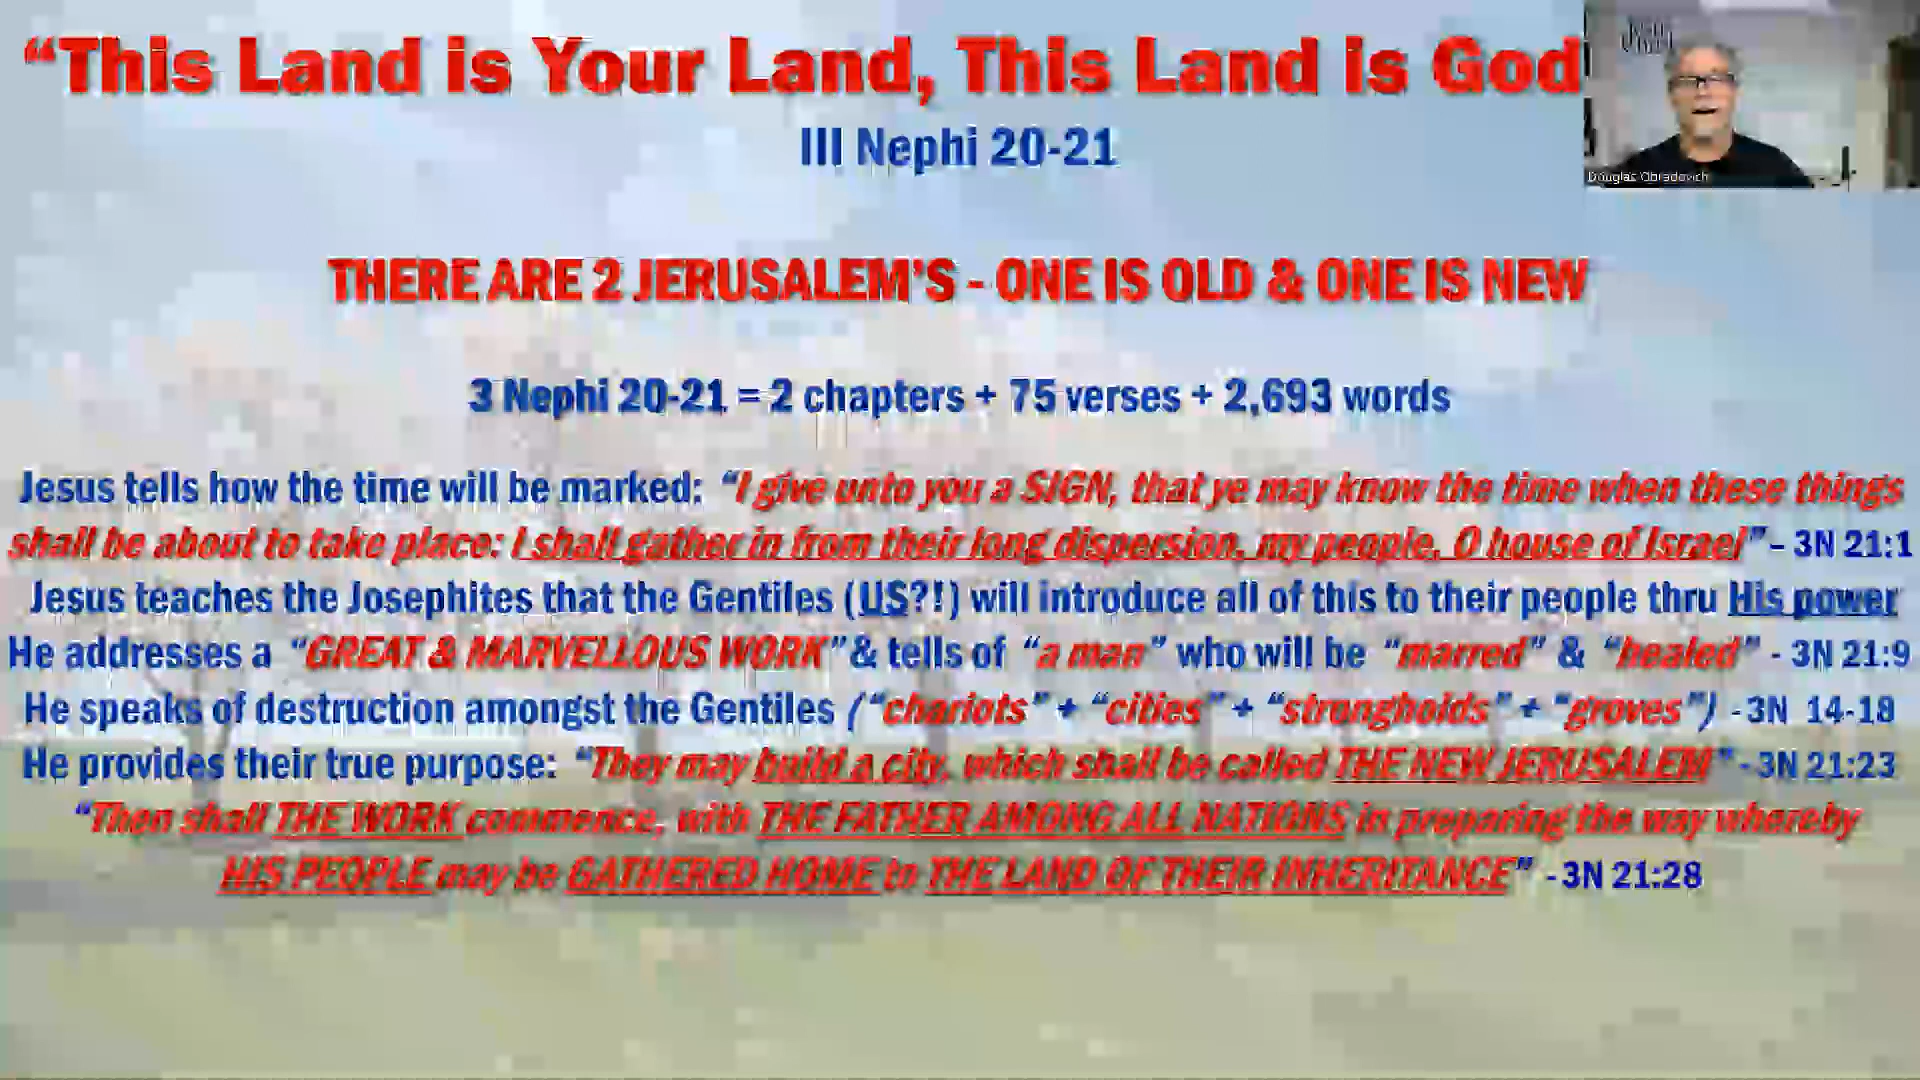 “This Land is Your Land, This Land is God
III Nephi 20-21
Douglas Obradovich
THERE ARE 2 JERUSALEM'S - ONE IS OLD & ONE IS NEW
3 Nephi 20-21 = 2 chapters + 75 verses + 2,693 words
Jesus tells how the time will be marked: “I give unto you a SIGN, that ye may know the time when these things
shall be about to take place: I shall gather in from their long dispersion, my people, O house of Israel” - 3N 21:1
Jesus teaches the Josephites that the Gentiles (US?!) will introduce all of this to their people thru His power
He addresses a “GREAT & MARVELLOUS WORK” & tells of “a man” who will be “marred” & “healed” - 3N 21:9
He speaks of destruction amongst the Gentiles (“chariots” + “cities” + “strongholds” + “groves”) - 3N 14-18
He provides their true purpose: “They may build a city, which shall be called THE NEW JERUSALEM” - 3N 21:23
“Then shall THE WORK commence, with THE FATHER AMONG ALL NATIONS in preparing the way whereby
HIS PEOPLE may be GATHERED HOME to THE LAND OF THEIR INHERITANCE” - 3N 21:28